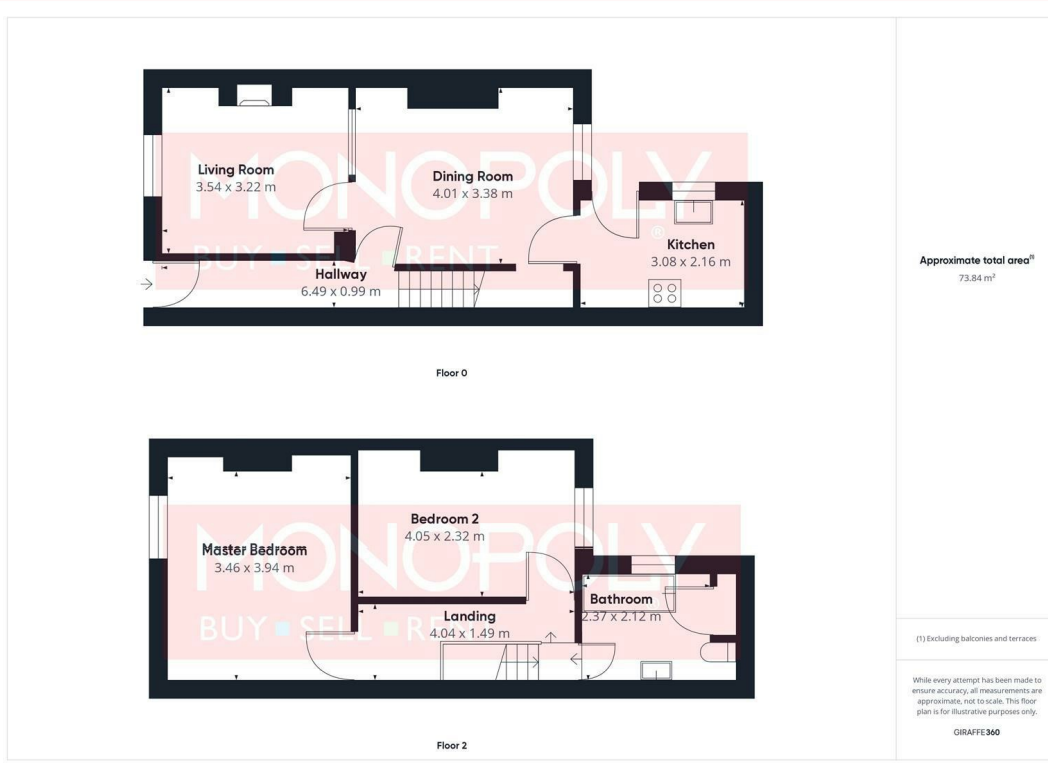 MONOPOLY
®
BUY ■ SELL ■ RENT
Living Room
3.54 x 3.22 m
Dining Room
4.01 x 3.38 m
Kitchen
3.08 x 2.16 m
Hallway
6.49 x 0.99 m
Floor 0
MONOPOLY
BUY ■ SELL ■ RENT
Master Bedroom
3.46 x 3.94 m
Bedroom 2
4.05 x 2.32 m
Bathroom
2.37 x 2.12 m
Landing
4.04 x 1.49 m
Floor 2
Approximate total area(1)
73.84 m²
(1) Excluding balconies and terraces
While every attempt has been made to
ensure accuracy, all measurements are
approximate, not to scale. This floor
plan is for illustrative purposes only.
GIRAFFE360